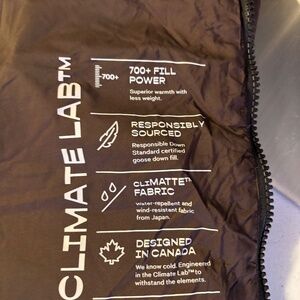 CLIMATE LAB™
-700+
700+ FILL
POWER
Superior warmth with
less weight.
RESPONSIBLY
SOURCED
Responsible Down
Standard certified
goose down fill.
CLIMATTE™
FABRIC
Water-repellent and
wind-resistant fabric
from Japan.
DESIGNED
IN CANADA
We know cold. Engineered
in the Climate Lab™ to
withstand the elements.